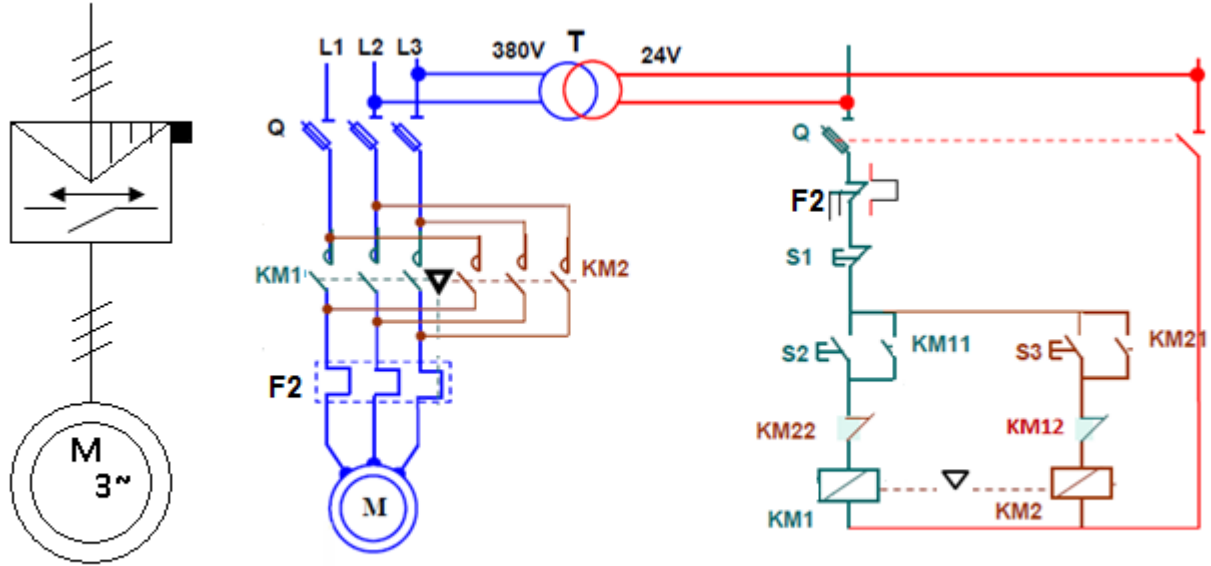 M
3~
L1 L2 L3 380V T 24V
Q
KM1 KM2
F2
M
Q
F2
S1
S2 KM11 S3 KM21
KM22 KM12
KM1 KM2